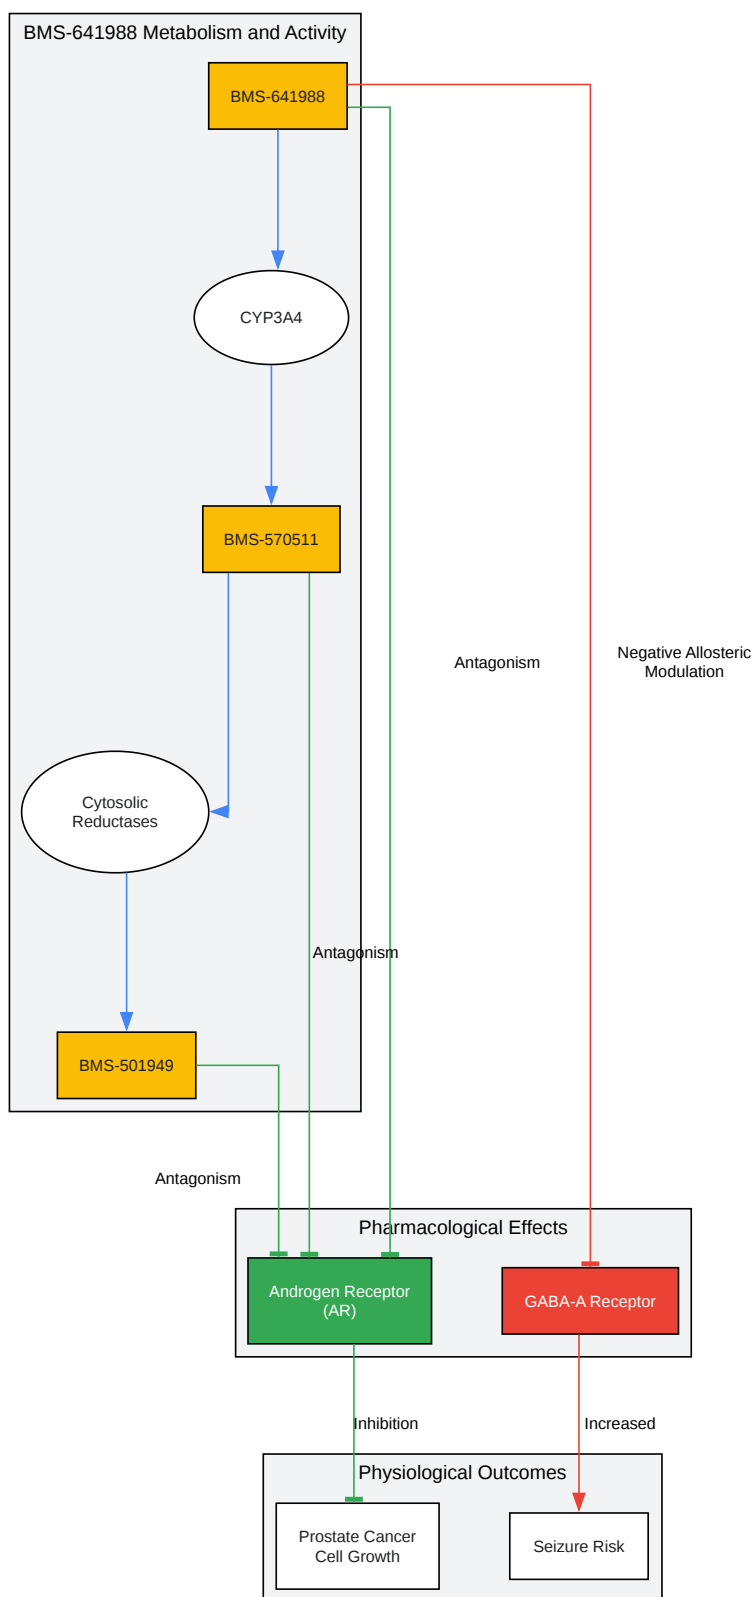 BMS-641988 Metabolism and Activity
BMS-641988
CYP3A4
BMS-570511
Antagonism
Negative Allosteric
Modulation
Cytosolic
Reductases
Antagonism
BMS-501949
Antagonism
Pharmacological Effects
Androgen Receptor
(AR)
GABA-A Receptor
Inhibition
Increased
Physiological Outcomes
Prostate Cancer
Cell Growth
Seizure Risk